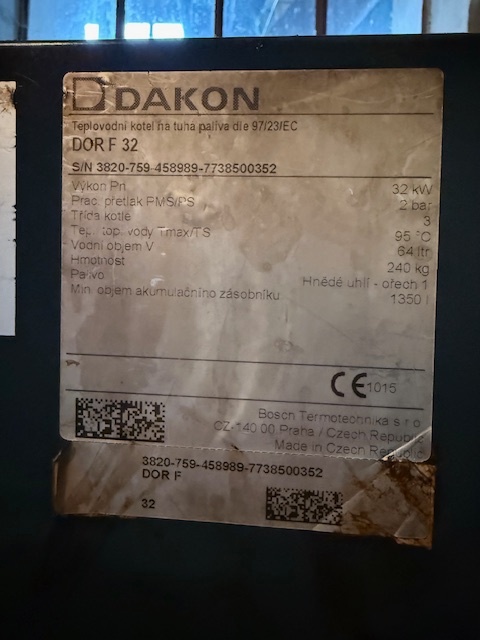 DAKON
Teplovodní kotel na tuhá paliva dle 97/23/EC
DOR F 32
S/N 3820-759-458989-7738500352
Výkon Pn 32 kW
Prac. přetlak PMS/PS 2 bar
Třída kotle 3
Tep. top. vody Tmax/TS 95 °C
Vodní objem V 64 ltr
Hmotnost 240 kg
Palivo Hnědé uhlí - ořech 1
Min. objem akumulačního zásobníku 1350 l
CE 1015
Bosch Termotechnika s r o
CZ-140 00 Praha / Czech Republic
Made in Czech Republic
3820-759-458989-7738500352
DOR F
32